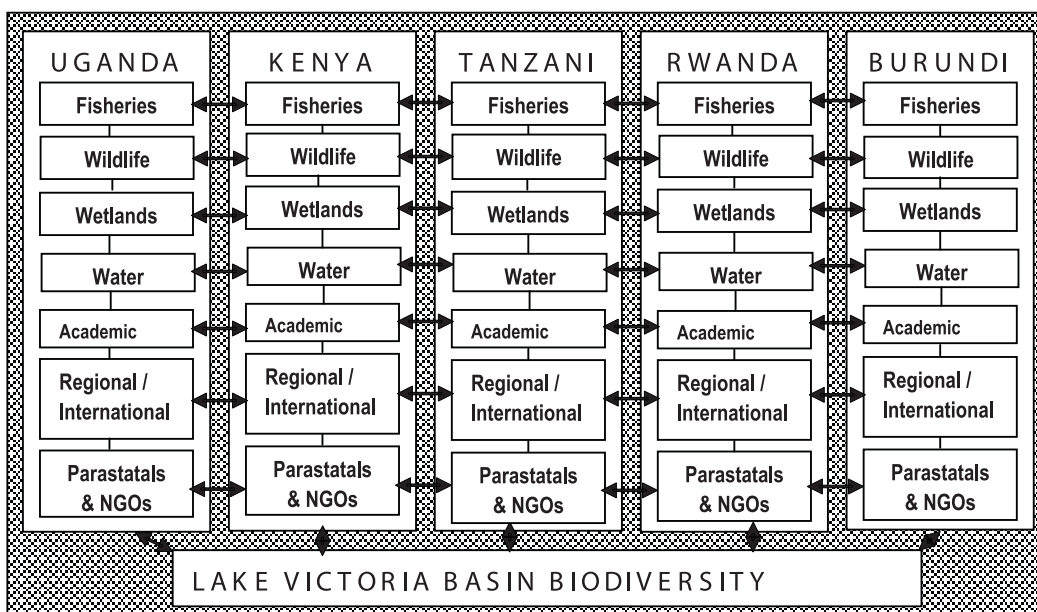 UGANDA
Fisheries
Wildlife
Wetlands
Water
Academic
Regional /
International
Parastatals
& NGOs
KENYA
Fisheries
Wildlife
Wetlands
Water
Academic
Regional /
International
Parastatals
& NGOs
TANZANI
Fisheries
Wildlife
Wetlands
Water
Academic
Regional /
International
Parastatals
& NGOs
RWANDA
Fisheries
Wildlife
Wetlands
Water
Academic
Regional /
International
Parastatals
& NGOs
BURUNDI
Fisheries
Wildlife
Wetlands
Water
Academic
Regional /
International
Parastatals
& NGOs
LAKE VICTORIA BASIN BIODIVERSITY